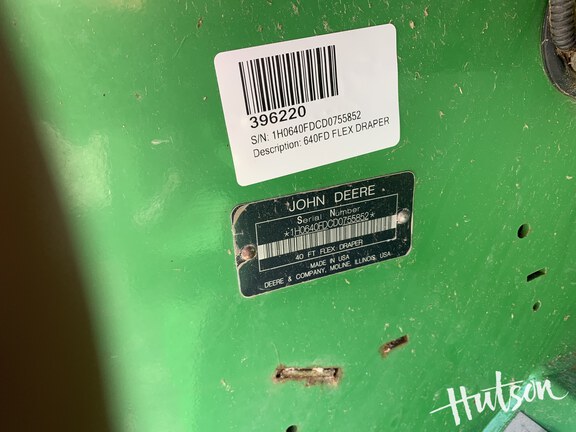 396220
S/N: 1H0640FDCD0755852
Description: 640FD FLEX DRAPER
JOHN DEERE
Serial Number
*1H0640FDCD0755852*
40 FT FLEX DRAPER
MADE IN USA
DEERE & COMPANY, MOLINE, ILLINOIS, USA
Hutson